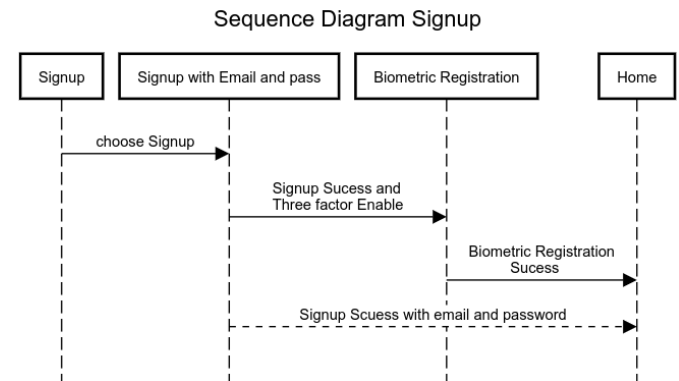 Sequence Diagram Signup
Signup
Signup with Email and pass
Biometric Registration
Home
choose Signup
Signup Sucess and
Three factor Enable
Biometric Registration
Sucess
Signup Scuess with email and password